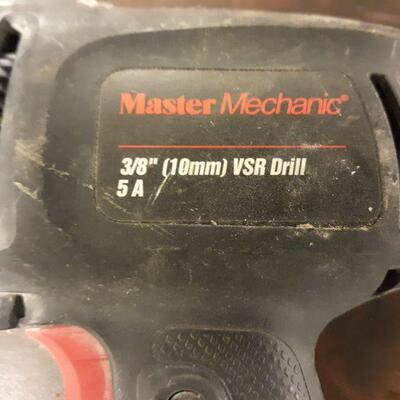 Master Mechanic®
3/8" (10mm) VSR Drill
5 A